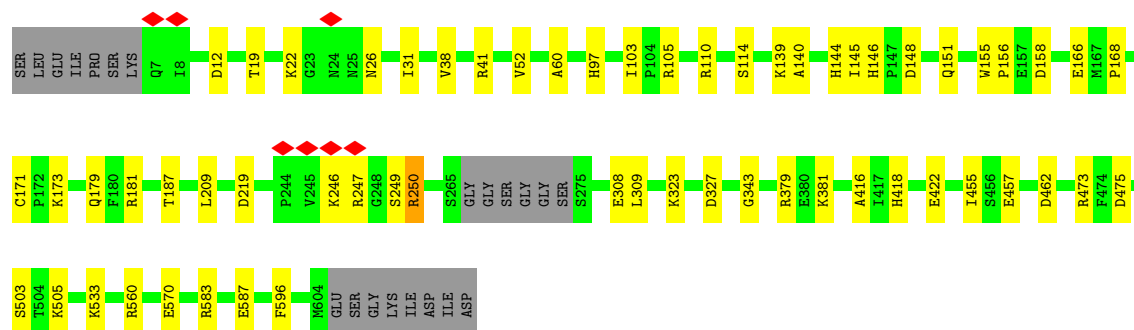 SER LEU GLU ILE PRO SER LYS Q7 I8 D12 T19 K22 G23 N24 N25 N26 I31 V38 R41 V52 A60 H97 I103 P104 R105 R110 S114 K139 A140 H144 I145 H146 P147 D148 Q151 W155 P156 E157 D158 E166 M167 P168
C171 P172 K173 Q179 F180 R181 T187 L209 D219 P244 V245 K246 R247 G248 S249 R250 S265 GLY GLY SER GLY GLY SER S275 E308 L309 K323 D327 G343 R379 E380 K381 A416 I417 H418 E422 I455 S456 E457 D462 R473 F474 D475
S503 T504 K505 K533 R560 E570 R583 E587 F596 M604 GLU SER GLY LYS ILE ASP ILE ASP